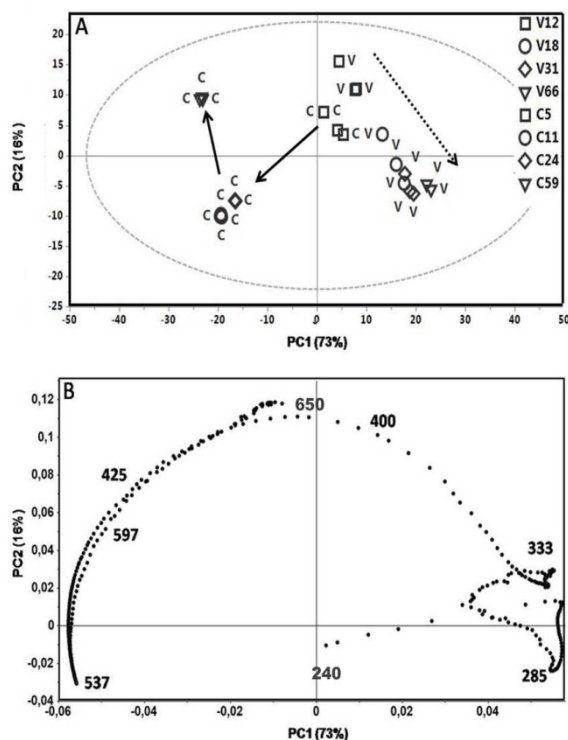 A
PC2 (16%)
25
20
15
10
5
0
-5
-10
-15
-20
-25
-50 -40 -30 -20 -10 0 10 20 30 40 50
PC1 (73%)
C
C C
C
C C
C
C
V
V V
C C
C V
V
V
V V
V V
V V
V12
V18
V31
V66
C5
C11
C24
C59
B
PC2 (16%)
0,12
0,1
0,08
0,06
0,04
0,02
0
-0,02
-0,04
-0,06 -0,04 -0,02 0 0,02 0,04
PC1 (73%)
650
400
425
597
333
537
240
285